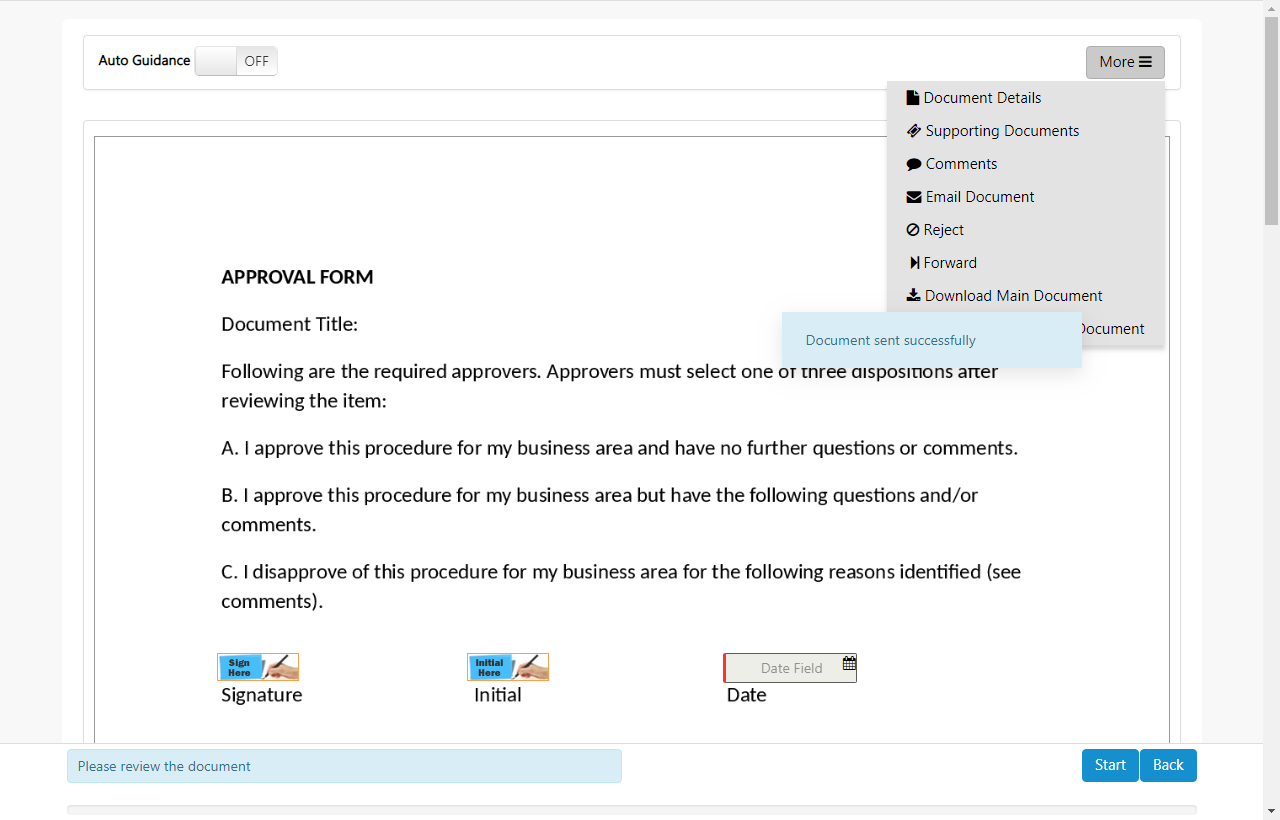 Auto Guidance OFF More
Document Details
Supporting Documents
Comments
Email Document
Reject
Forward
Download Main Document
Document
Document sent successfully
APPROVAL FORM
Document Title:
Following are the required approvers. Approvers must select one of three dispositions after
reviewing the item:
A. I approve this procedure for my business area and have no further questions or comments.
B. I approve this procedure for my business area but have the following questions and/or
comments.
C. I disapprove of this procedure for my business area for the following reasons identified (see
comments).
Sign
Here
Initial
Here
Date Field
Signature Initial Date
Please review the document Start Back